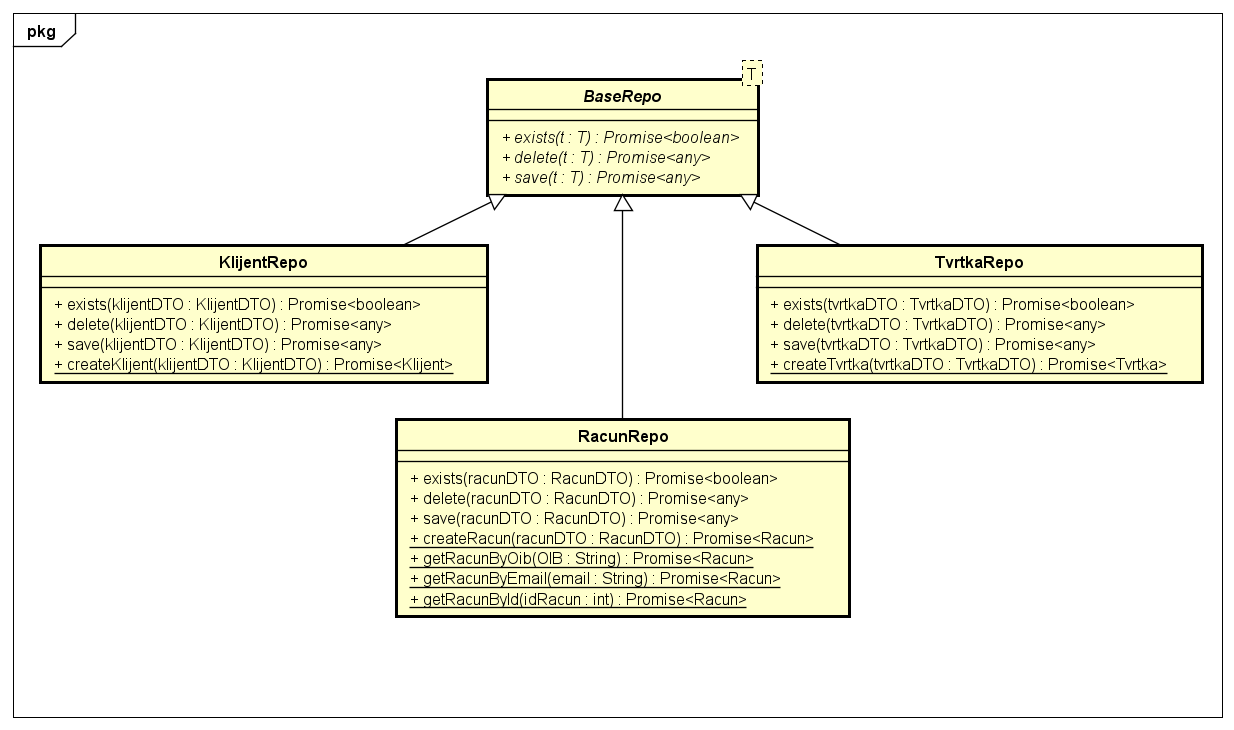 pkg
T
BaseRepo
+ exists(t : T) : Promise<boolean>
+ delete(t : T) : Promise<any>
+ save(t : T) : Promise<any>
KlijentRepo
+ exists(klijentDTO : KlijentDTO) : Promise<boolean>
+ delete(klijentDTO : KlijentDTO) : Promise<any>
+ save(klijentDTO : KlijentDTO) : Promise<any>
+ createKlijent(klijentDTO : KlijentDTO) : Promise<Klijent>
TvrtkaRepo
+ exists(tvrtkaDTO : TvrtkaDTO) : Promise<boolean>
+ delete(tvrtkaDTO : TvrtkaDTO) : Promise<any>
+ save(tvrtkaDTO : TvrtkaDTO) : Promise<any>
+ createTvrtka(tvrtkaDTO : TvrtkaDTO) : Promise<Tvrtka>
RacunRepo
+ exists(racunDTO : RacunDTO) : Promise<boolean>
+ delete(racunDTO : RacunDTO) : Promise<any>
+ save(racunDTO : RacunDTO) : Promise<any>
+ createRacun(racunDTO : RacunDTO) : Promise<Racun>
+ getRacunByOib(OIB : String) : Promise<Racun>
+ getRacunByEmail(email : String) : Promise<Racun>
+ getRacunById(idRacun : int) : Promise<Racun>